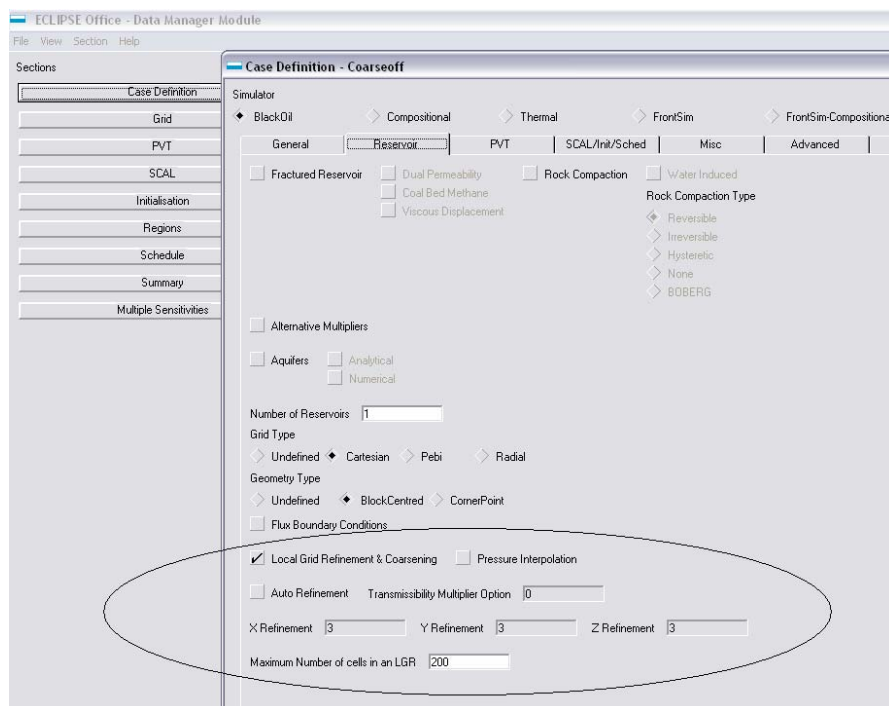 ECLIPSE Office - Data Manager Module
File View Section Help
Sections
Case Definition
Grid
PVT
SCAL
Initialisation
Regions
Schedule
Summary
Multiple Sensitivities
Case Definition - Coarseoff
Simulator
BlackOil Compositional Thermal FrontSim FrontSim-Compositiona
General Reservoir PVT SCAL/Init/Sched Misc Advanced
Fractured Reservoir Dual Permeability Rock Compaction Water Induced
Coal Bed Methane Rock Compaction Type
Viscous Displacement Reversible
Irreversible
Hysteretic
None
BOBERG
Alternative Multipliers
Aquifers Analytical
Numerical
Number of Reservoirs 1
Grid Type
Undefined Cartesian Pebi Radial
Geometry Type
Undefined BlockCentred CornerPoint
Flux Boundary Conditions
Local Grid Refinement & Coarsening Pressure Interpolation
Auto Refinement Transmissibility Multiplier Option 0
X Refinement 3 Y Refinement 3 Z Refinement 3
Maximum Number of cells in an LGR 200